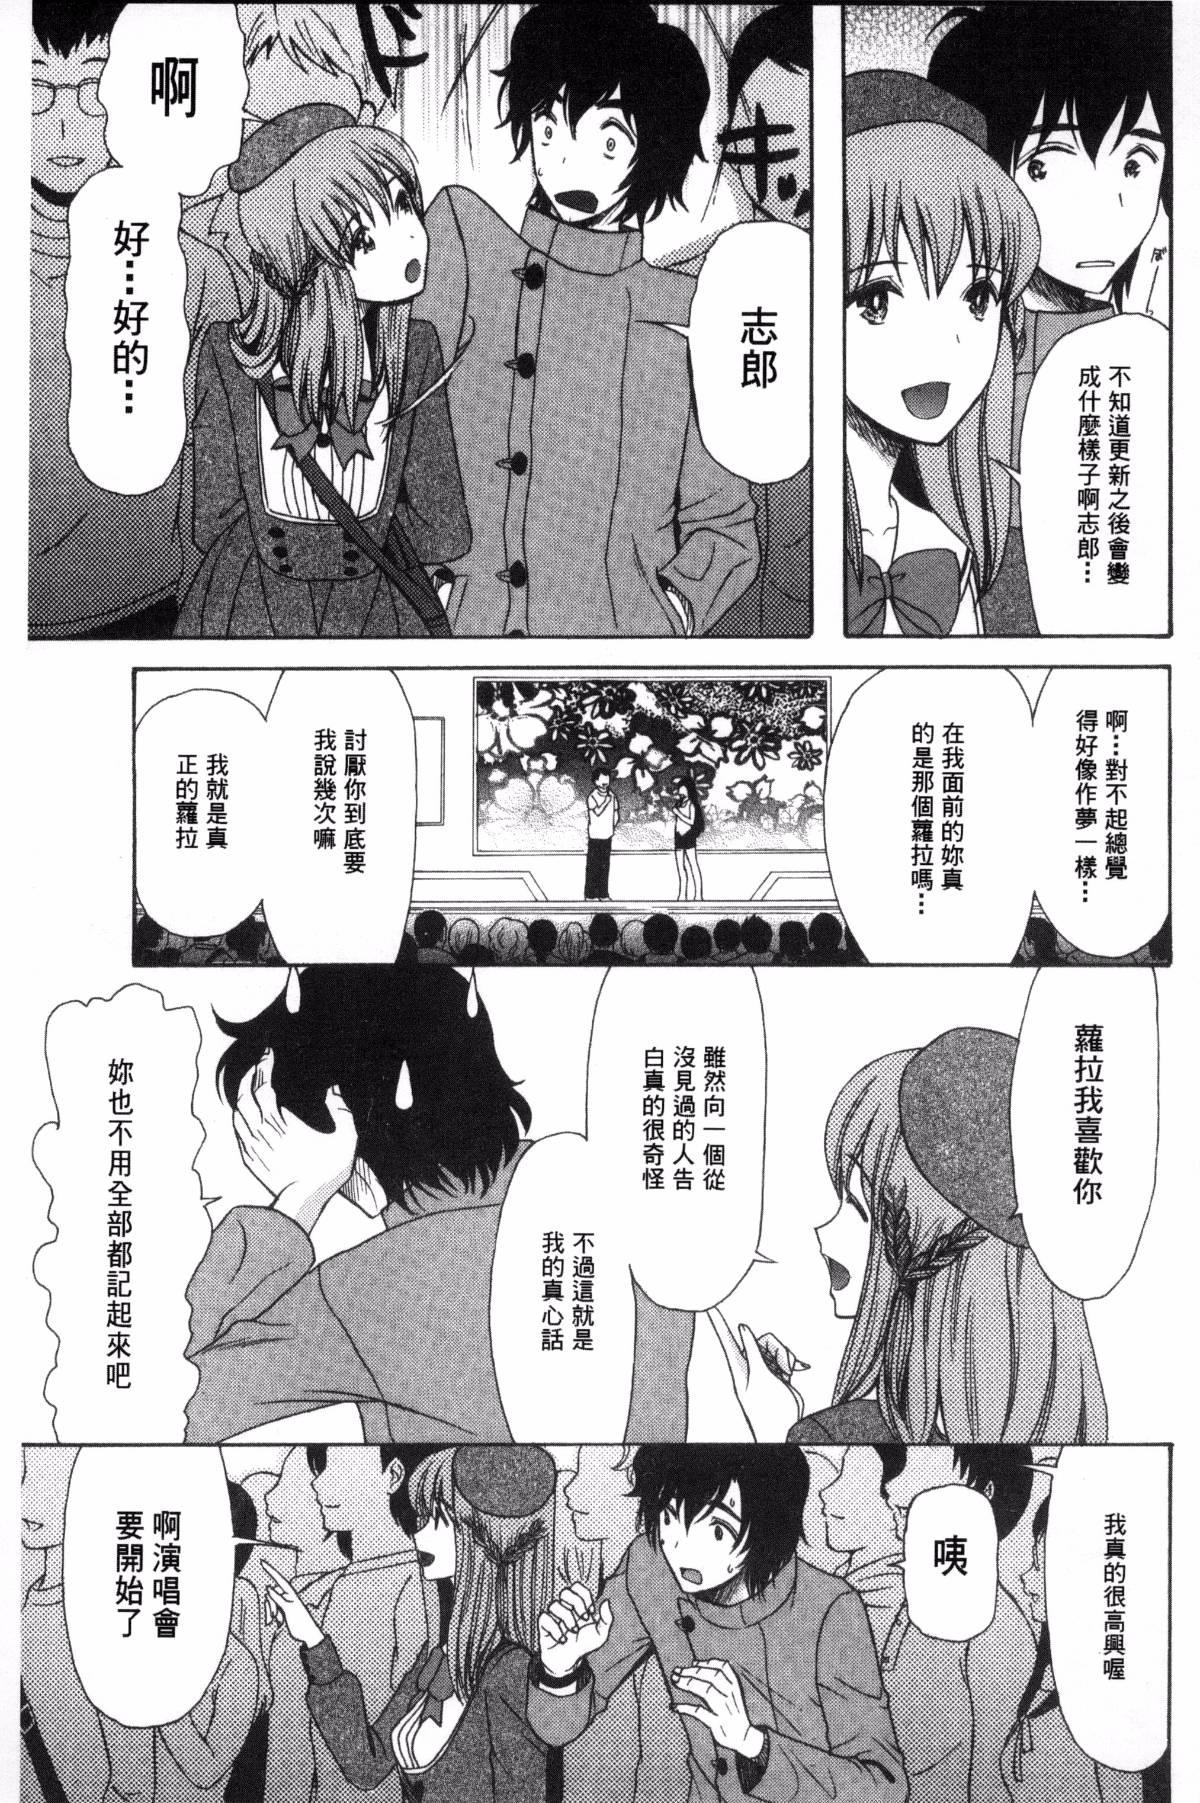 不知道更新之後會變
成什麼樣子啊志郎…
志郎
啊
好…好的…
啊…對不起總覺
得好像作夢一樣…
在我面前的妳真
的是那個蘿拉嗎…
討厭你到底要
我說幾次嘛
我就是真
正的蘿拉
蘿拉我喜歡你
雖然向一個從
沒見過的人告
白真的很奇怪
不過這就是
我的真心話
妳也不用全部都記起來吧
我真的很高興喔
咦
啊演唱會
要開始了